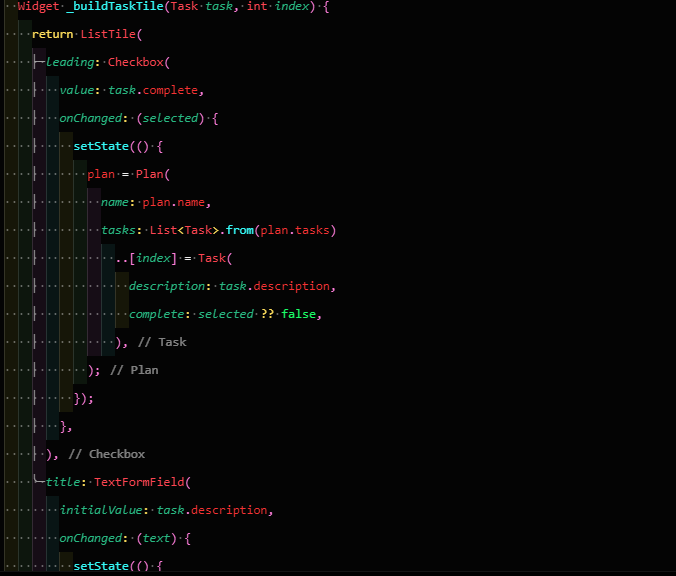 Widget _buildTaskTile(Task task, int index) {
return ListTile(
leading: Checkbox(
value: task.complete,
onChanged: (selected) {
setState(() {
plan = Plan(
name: plan.name,
tasks: List<Task>.from(plan.tasks)
..[index] = Task(
description: task.description,
complete: selected ?? false,
), // Task
); // Plan
});
},
), // Checkbox
title: TextFormField(
initialValue: task.description,
onChanged: (text) {
setState(() {